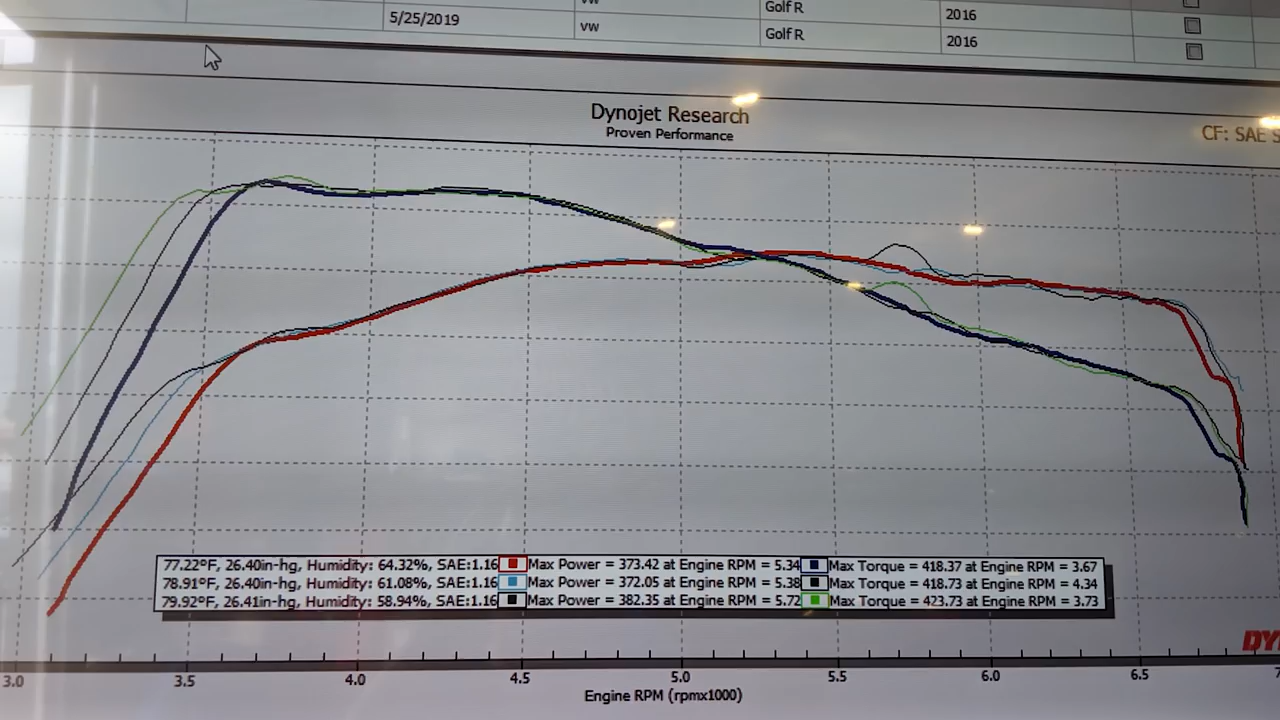 Golf R
2016
5/25/2019
vw
Golf R
2016
Dynojet Research
Proven Performance
CF: SAE
77.22°F, 26.40in-hg, Humidity: 64.32%, SAE:1.16 Max Power = 373.42 at Engine RPM = 5.34 Max Torque = 418.37 at Engine RPM = 3.67
78.91°F, 26.40in-hg, Humidity: 61.08%, SAE:1.16 Max Power = 372.05 at Engine RPM = 5.38 Max Torque = 418.73 at Engine RPM = 4.34
79.92°F, 26.41in-hg, Humidity: 58.94%, SAE:1.16 Max Power = 382.35 at Engine RPM = 5.72 Max Torque = 423.73 at Engine RPM = 3.73
DY
3.0 3.5 4.0 4.5 5.0 5.5 6.0 6.5
Engine RPM (rpmx1000)